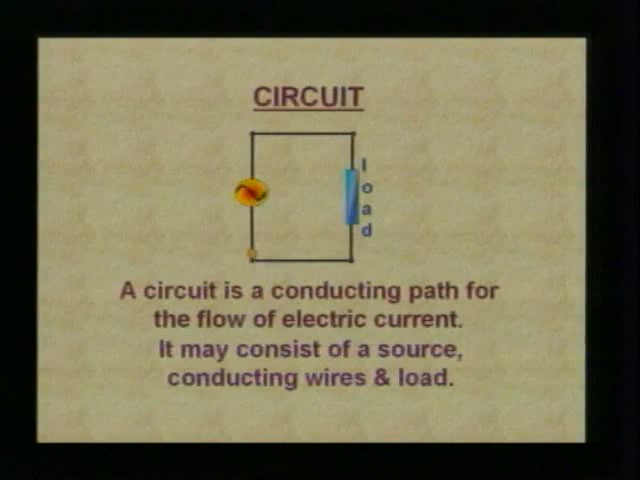 CIRCUIT
load
A circuit is a conducting path for
the flow of electric current.
It may consist of a source,
conducting wires & load.